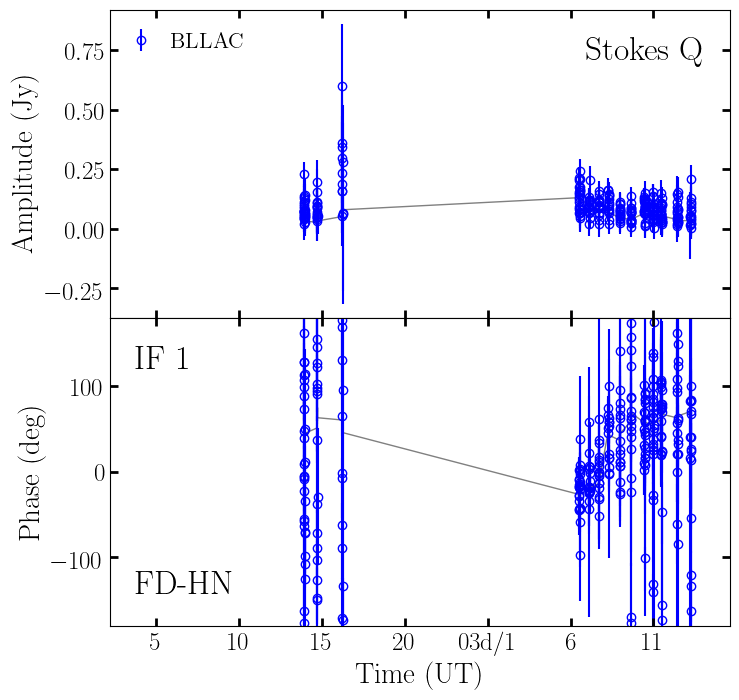 BLLAC
Stokes Q
0.75
0.50
0.25
0.00
−0.25
Amplitude (Jy)
IF 1
100
0
−100
Phase (deg)
FD-HN
5 10 15 20 03d/1 6 11
Time (UT)